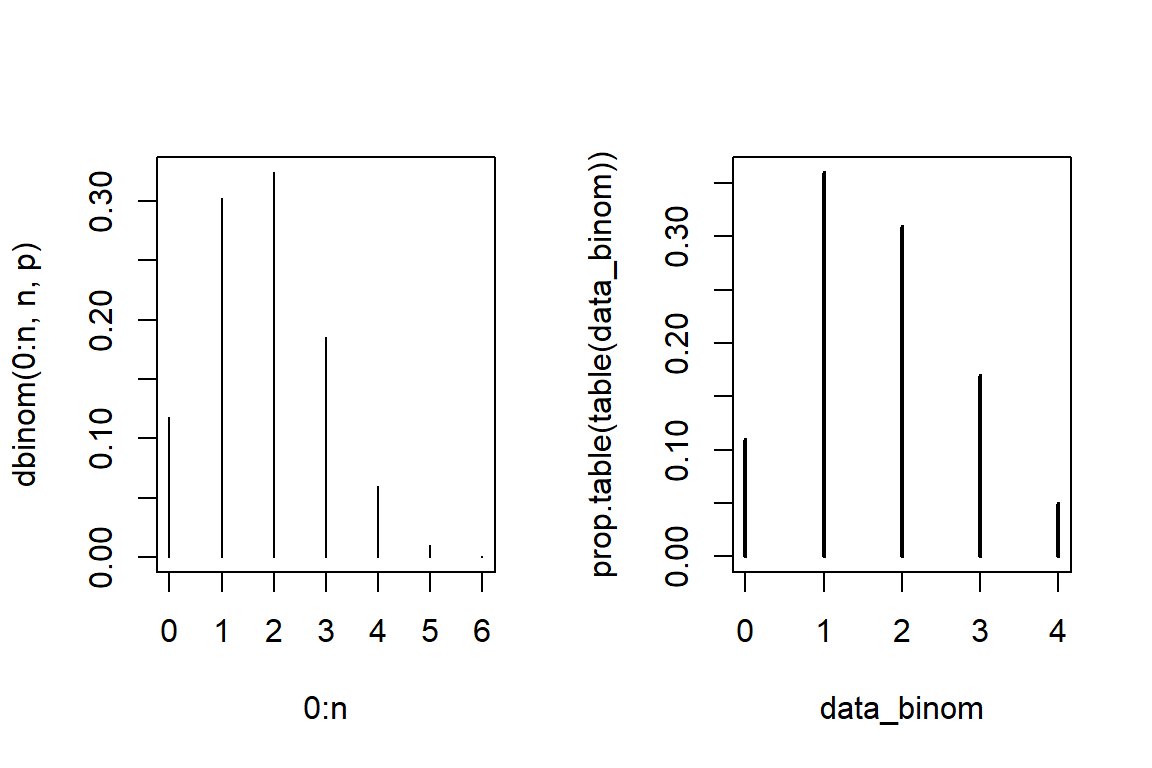 dbinom(0:n, n, p)
0.30
0.20
0.10
0.00
0 1 2 3 4 5 6
0:n
prop.table(table(data_binom))
0.30
0.20
0.10
0.00
0 1 2 3 4
data_binom